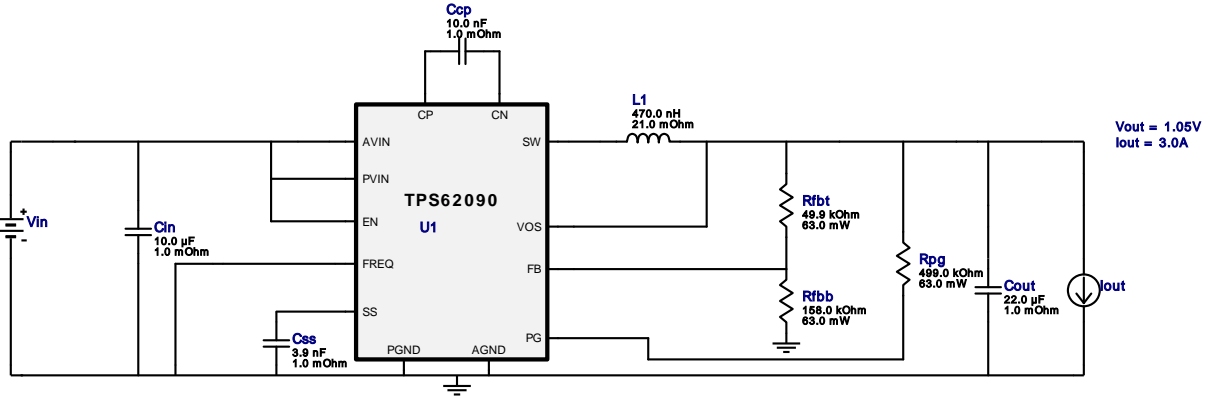 Ccp
10.0 nF
1.0 mOhm
CP
CN
L1
470.0 nH
21.0 mOhm
Vout = 1.05V
Iout = 3.0A
AVIN
SW
PVIN
TPS62090
U1
EN
VOS
FREQ
FB
SS
PG
PGND
AGND
+
Vin
-
Cin
10.0 µF
1.0 mOhm
Css
3.9 nF
1.0 mOhm
Rfbt
49.9 kOhm
63.0 mW
Rfbb
158.0 kOhm
63.0 mW
Rpg
499.0 kOhm
63.0 mW
Cout
22.0 µF
1.0 mOhm
Iout